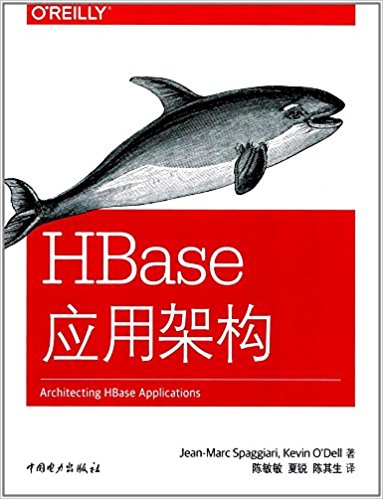 O'REILLY®
HBase
应用架构
Architecting HBase Applications
Jean-Marc Spaggiari, Kevin O'Dell 著
陈敏敏 夏锐 陈其生 译
中国电力出版社